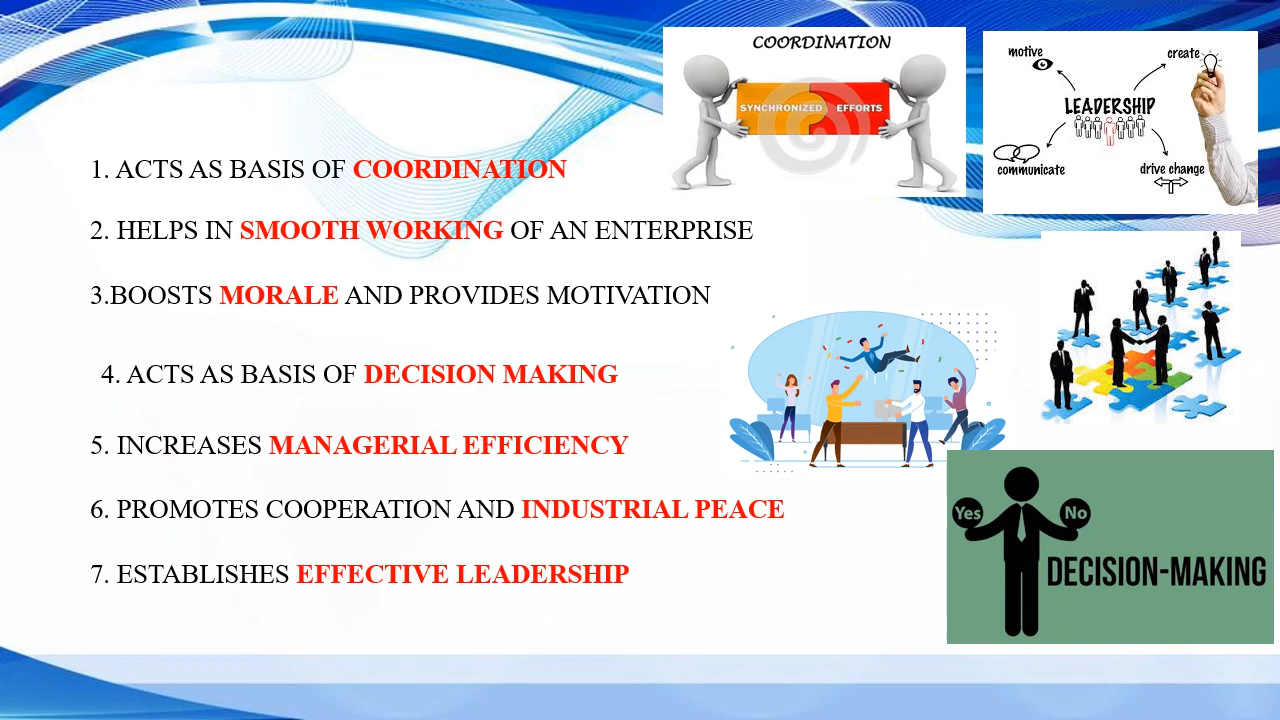 COORDINATION
SYNCHRONIZED EFFORTS
motive
create
LEADERSHIP
communicate
drive change
1. ACTS AS BASIS OF COORDINATION
2. HELPS IN SMOOTH WORKING OF AN ENTERPRISE
3.BOOSTS MORALE AND PROVIDES MOTIVATION
4. ACTS AS BASIS OF DECISION MAKING
5. INCREASES MANAGERIAL EFFICIENCY
6. PROMOTES COOPERATION AND INDUSTRIAL PEACE
7. ESTABLISHES EFFECTIVE LEADERSHIP
Yes
No
DECISION-MAKING